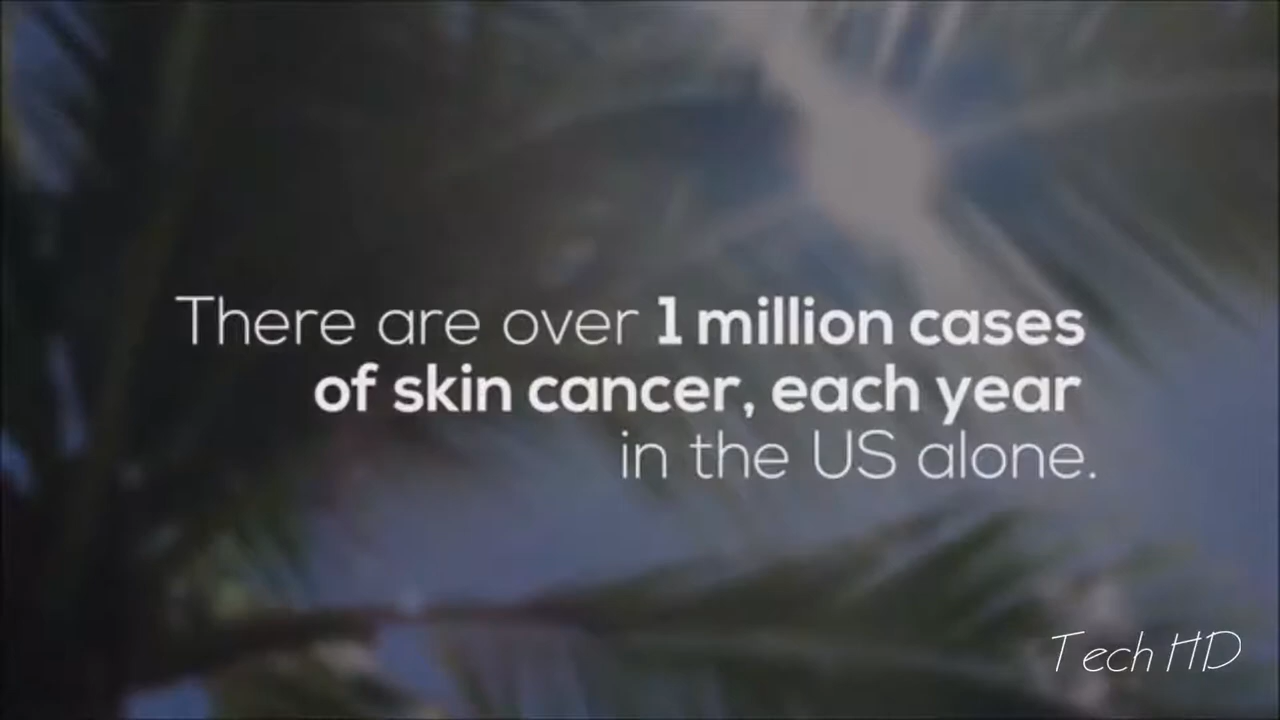 There are over 1 million cases
of skin cancer, each year
in the US alone.
Tech HD